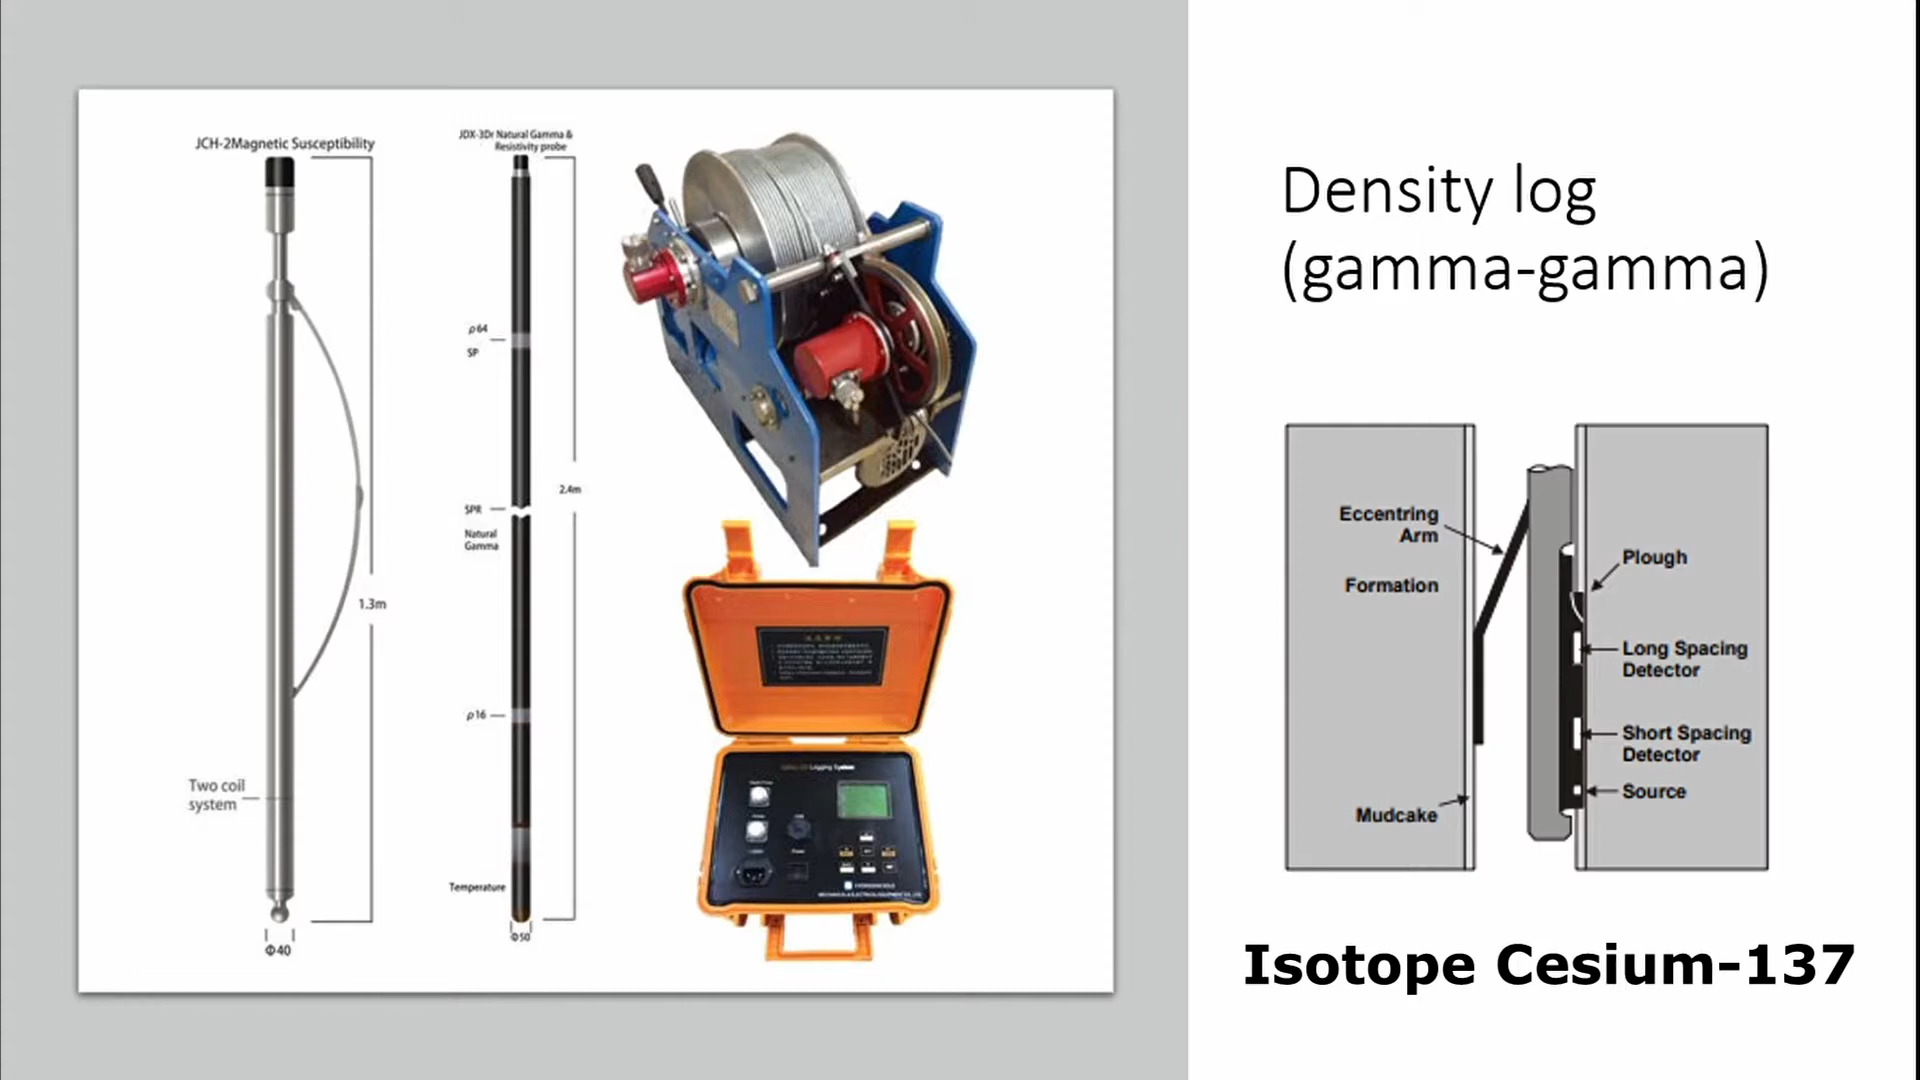 JCH-2Magnetic Susceptibility
Two coil
system
1.3m
Φ40
JDX-3Dr Natural Gamma &
Resistivity probe
ρ64
SP
SPR
Natural
Gamma
2.4m
ρ16
Temperature
Φ50
Logging System
Density log
(gamma-gamma)
Eccentring
Arm
Formation
Plough
Long Spacing
Detector
Short Spacing
Detector
Source
Mudcake
Isotope Cesium-137